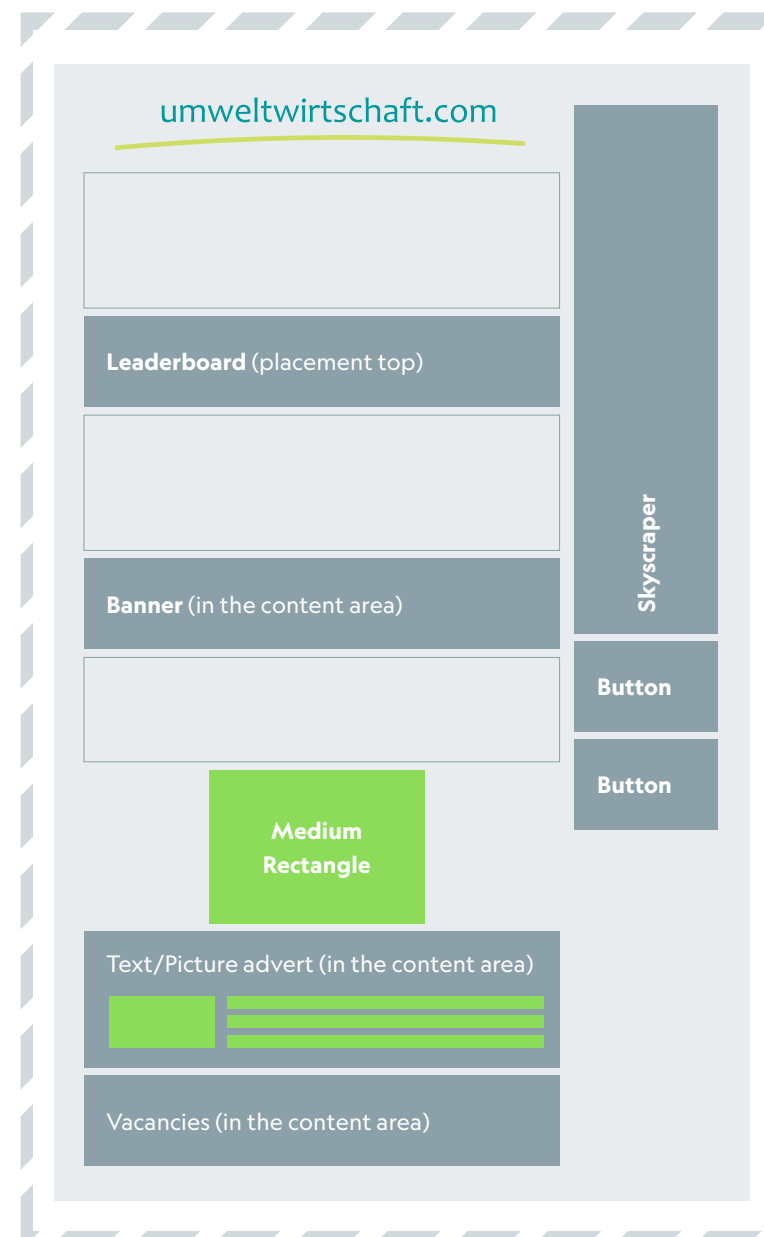 umweltwirtschaft.com
Leaderboard (placement top)
Banner (in the content area)
Medium
Rectangle
Text/Picture advert (in the content area)
Vacancies (in the content area)
Skyscraper
Button
Button